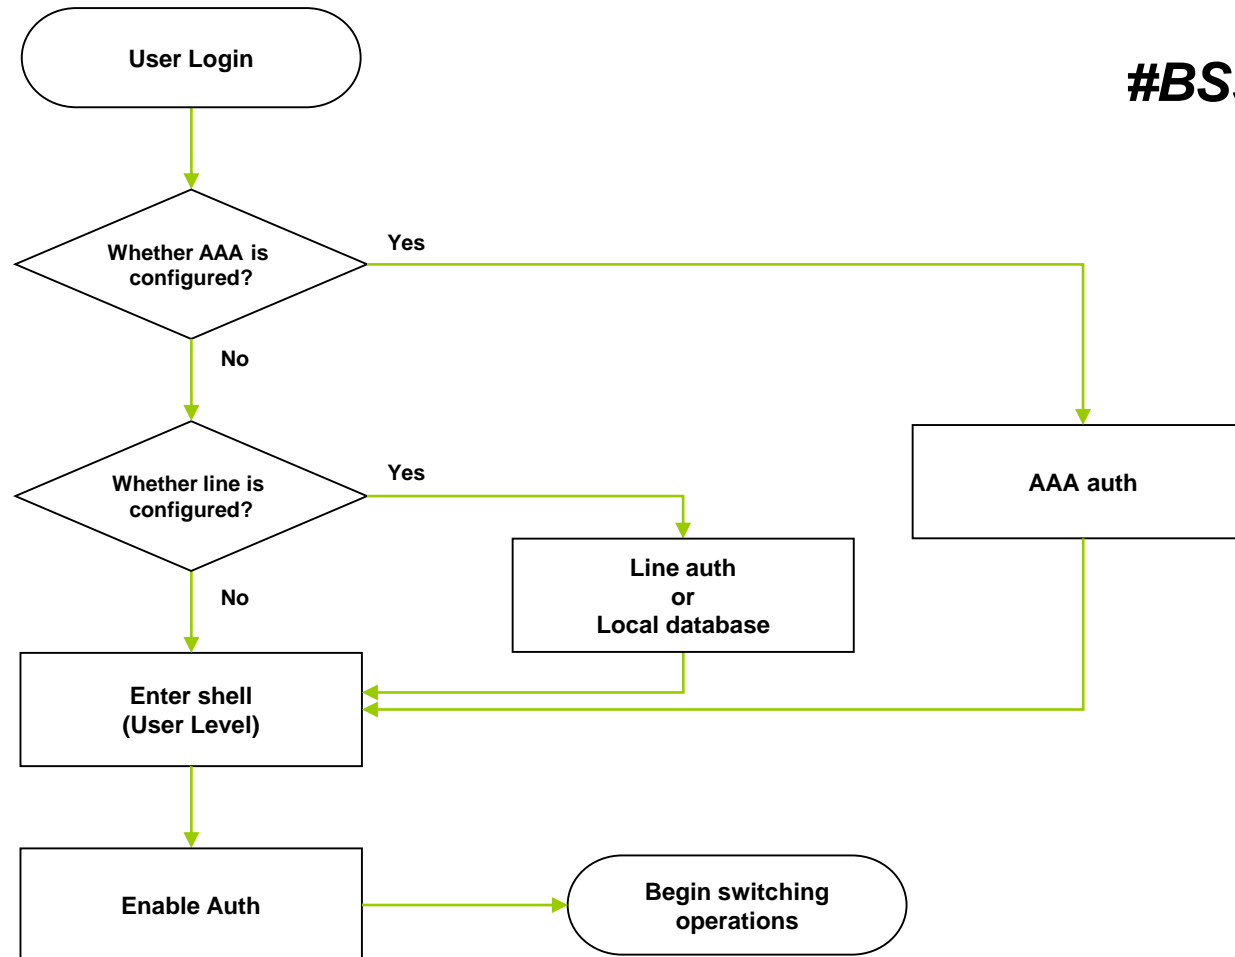 User Login
Whether AAA is
configured?
Yes
No
Whether line is
configured?
Yes
No
AAA auth
Line auth
or
Local database
Enter shell
(User Level)
Enable Auth
Begin switching
operations